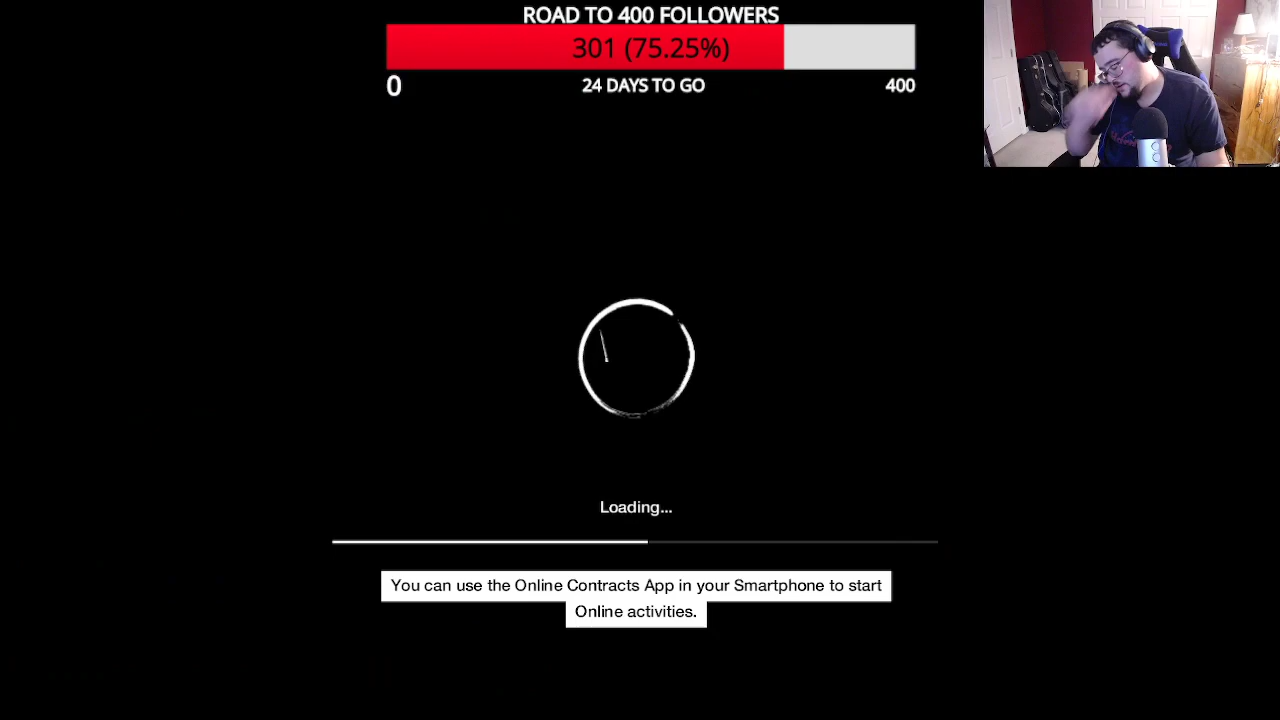 ROAD TO 400 FOLLOWERS
301 (75.25%)
0
24 DAYS TO GO
400
Loading...
You can use the Online Contracts App in your Smartphone to start
Online activities.